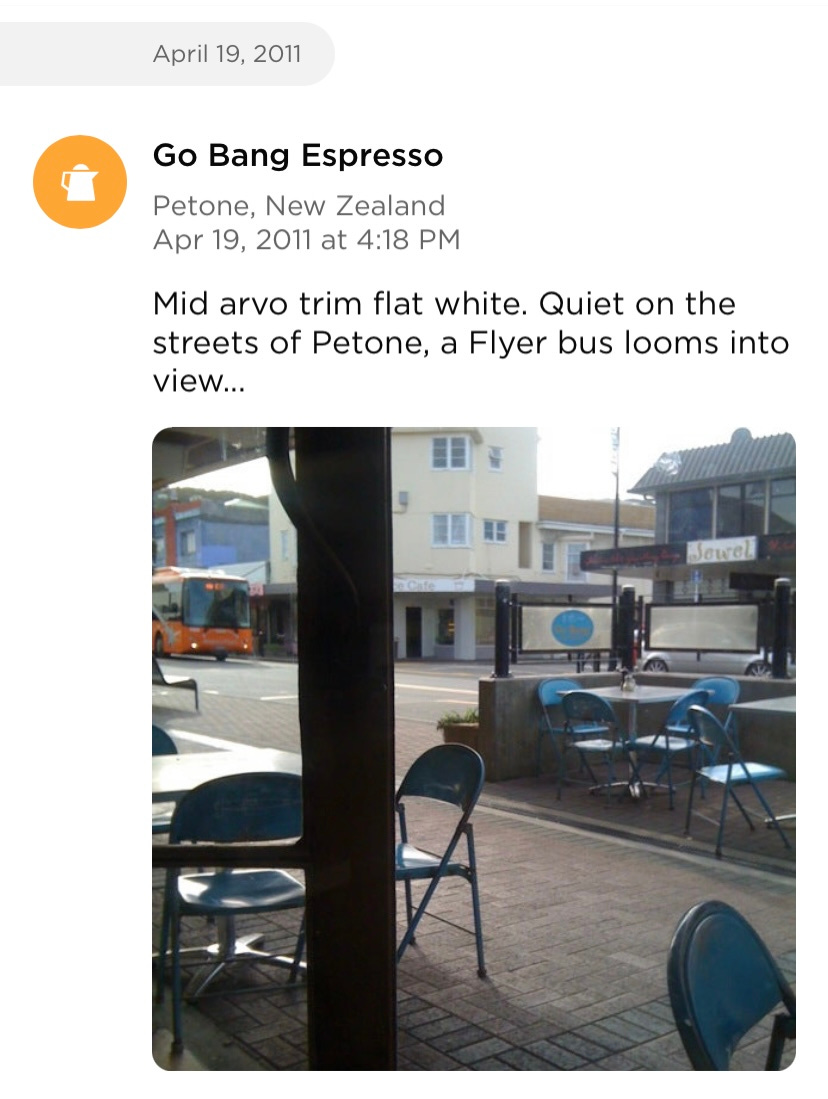 April 19, 2011
Go Bang Espresso
Petone, New Zealand
Apr 19, 2011 at 4:18 PM
Mid arvo trim flat white. Quiet on the
streets of Petone, a Flyer bus looms into
view...
Cafe